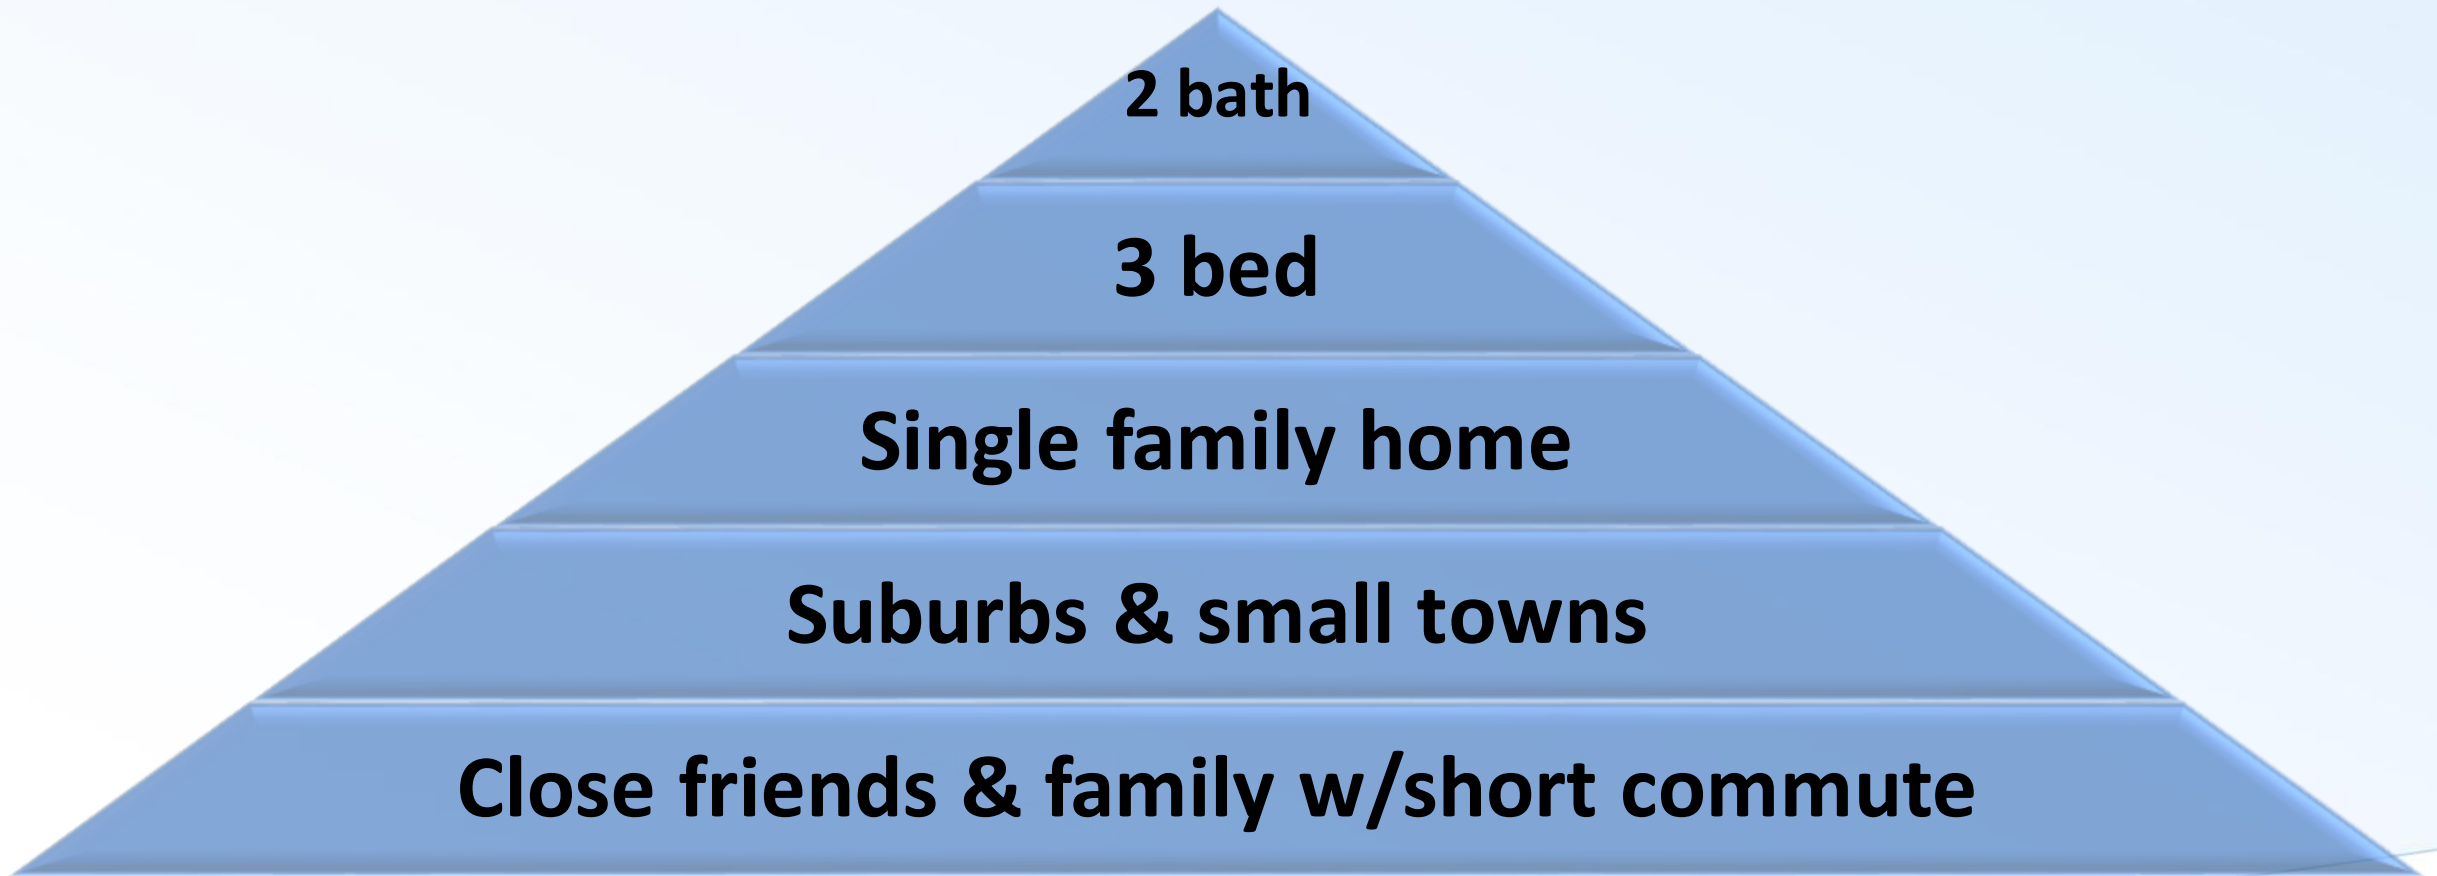 2 bath
3 bed
Single family home
Suburbs & small towns
Close friends & family w/short commute